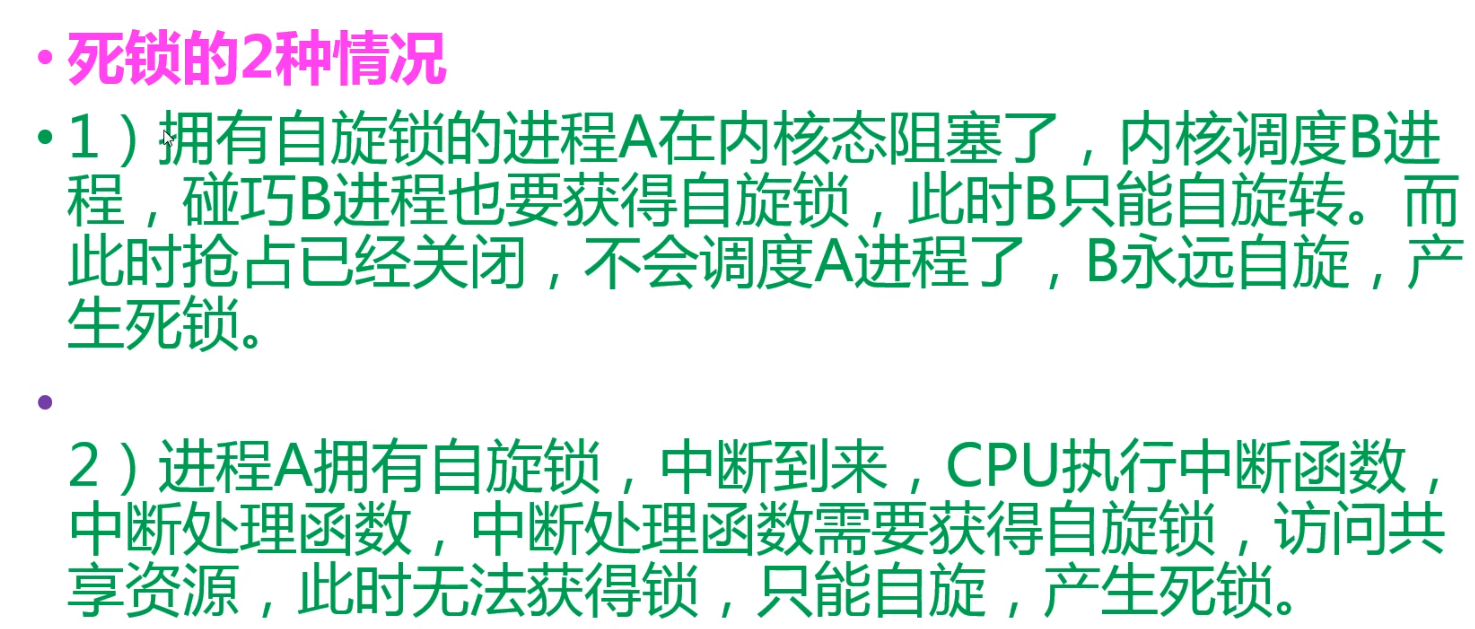 • 死锁的2种情况
• 1）拥有自旋锁的进程A在内核态阻塞了，内核调度B进
程，碰巧B进程也要获得自旋锁，此时B只能自旋转。而
此时抢占已经关闭，不会调度A进程了，B永远自旋，产
生死锁。
•
2）进程A拥有自旋锁，中断到来，CPU执行中断函数，
中断处理函数，中断处理函数需要获得自旋锁，访问共
享资源，此时无法获得锁，只能自旋，产生死锁。